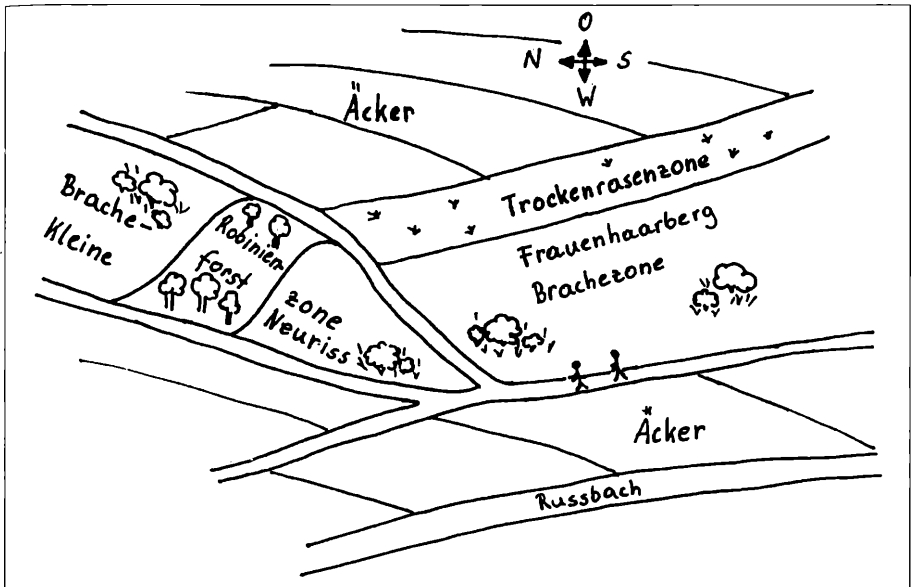 O
N S
W
Äcker
Trockenrasenzone
Brache-
Kleine
Robinien
forst
Frauenhaarberg
Brachezone
zone
Neuriss
Äcker
Russbach